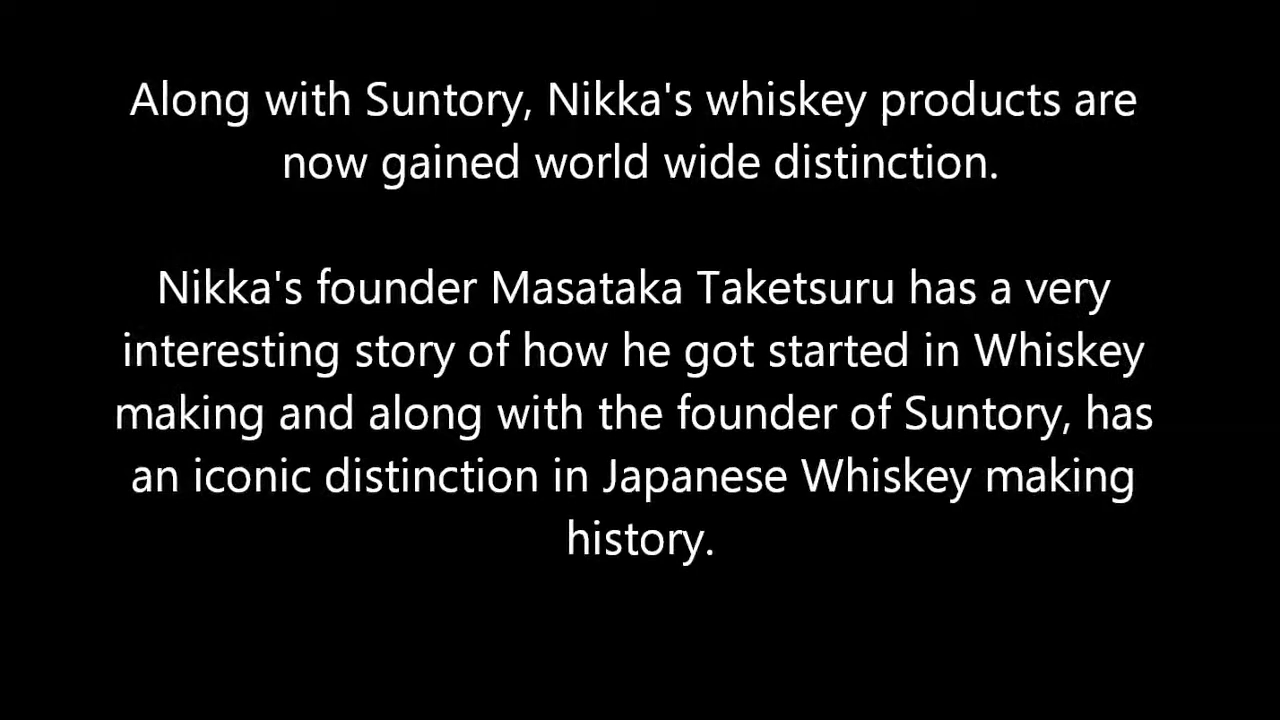 Along with Suntory, Nikka's whiskey products are
now gained world wide distinction.
Nikka's founder Masataka Taketsuru has a very
interesting story of how he got started in Whiskey
making and along with the founder of Suntory, has
an iconic distinction in Japanese Whiskey making
history.